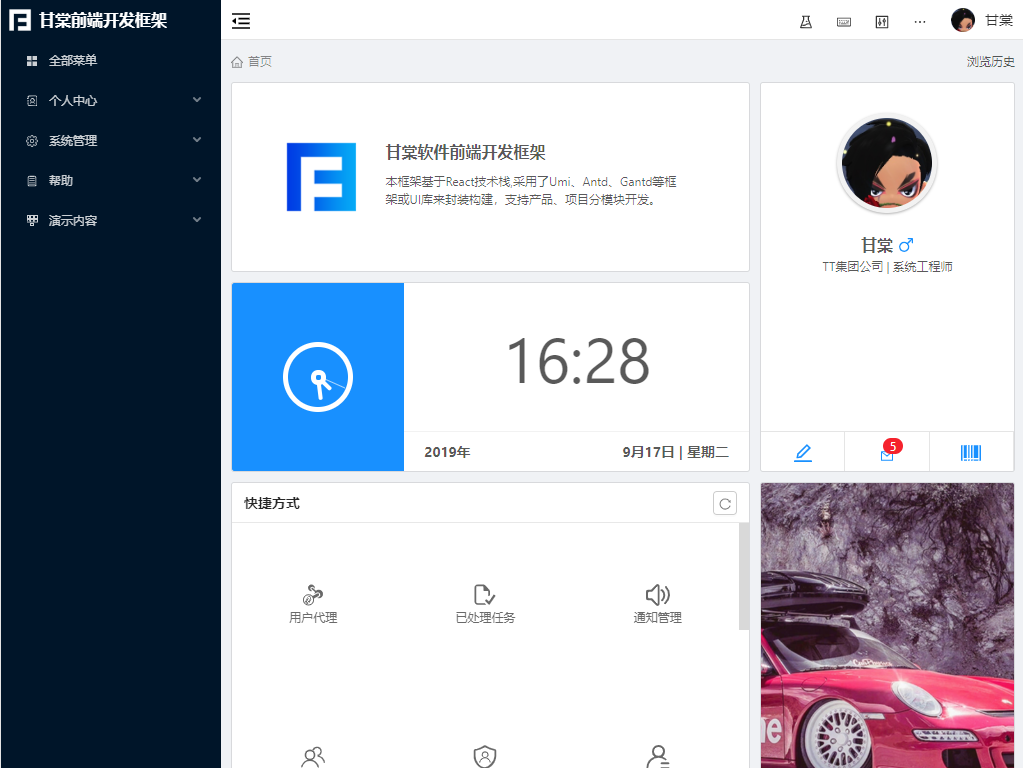 甘棠前端开发框架
甘棠
全部菜单
个人中心
系统管理
帮助
演示内容
首页
浏览历史
甘棠软件前端开发框架
本框架基于React技术栈,采用了Umi、Antd、Gantd等框
架或UI库来封装构建，支持产品、项目分模块开发。
甘棠
TT集团公司 | 系统工程师
16:28
2019年
9月17日 | 星期二
5
快捷方式
用户代理
已处理任务
通知管理